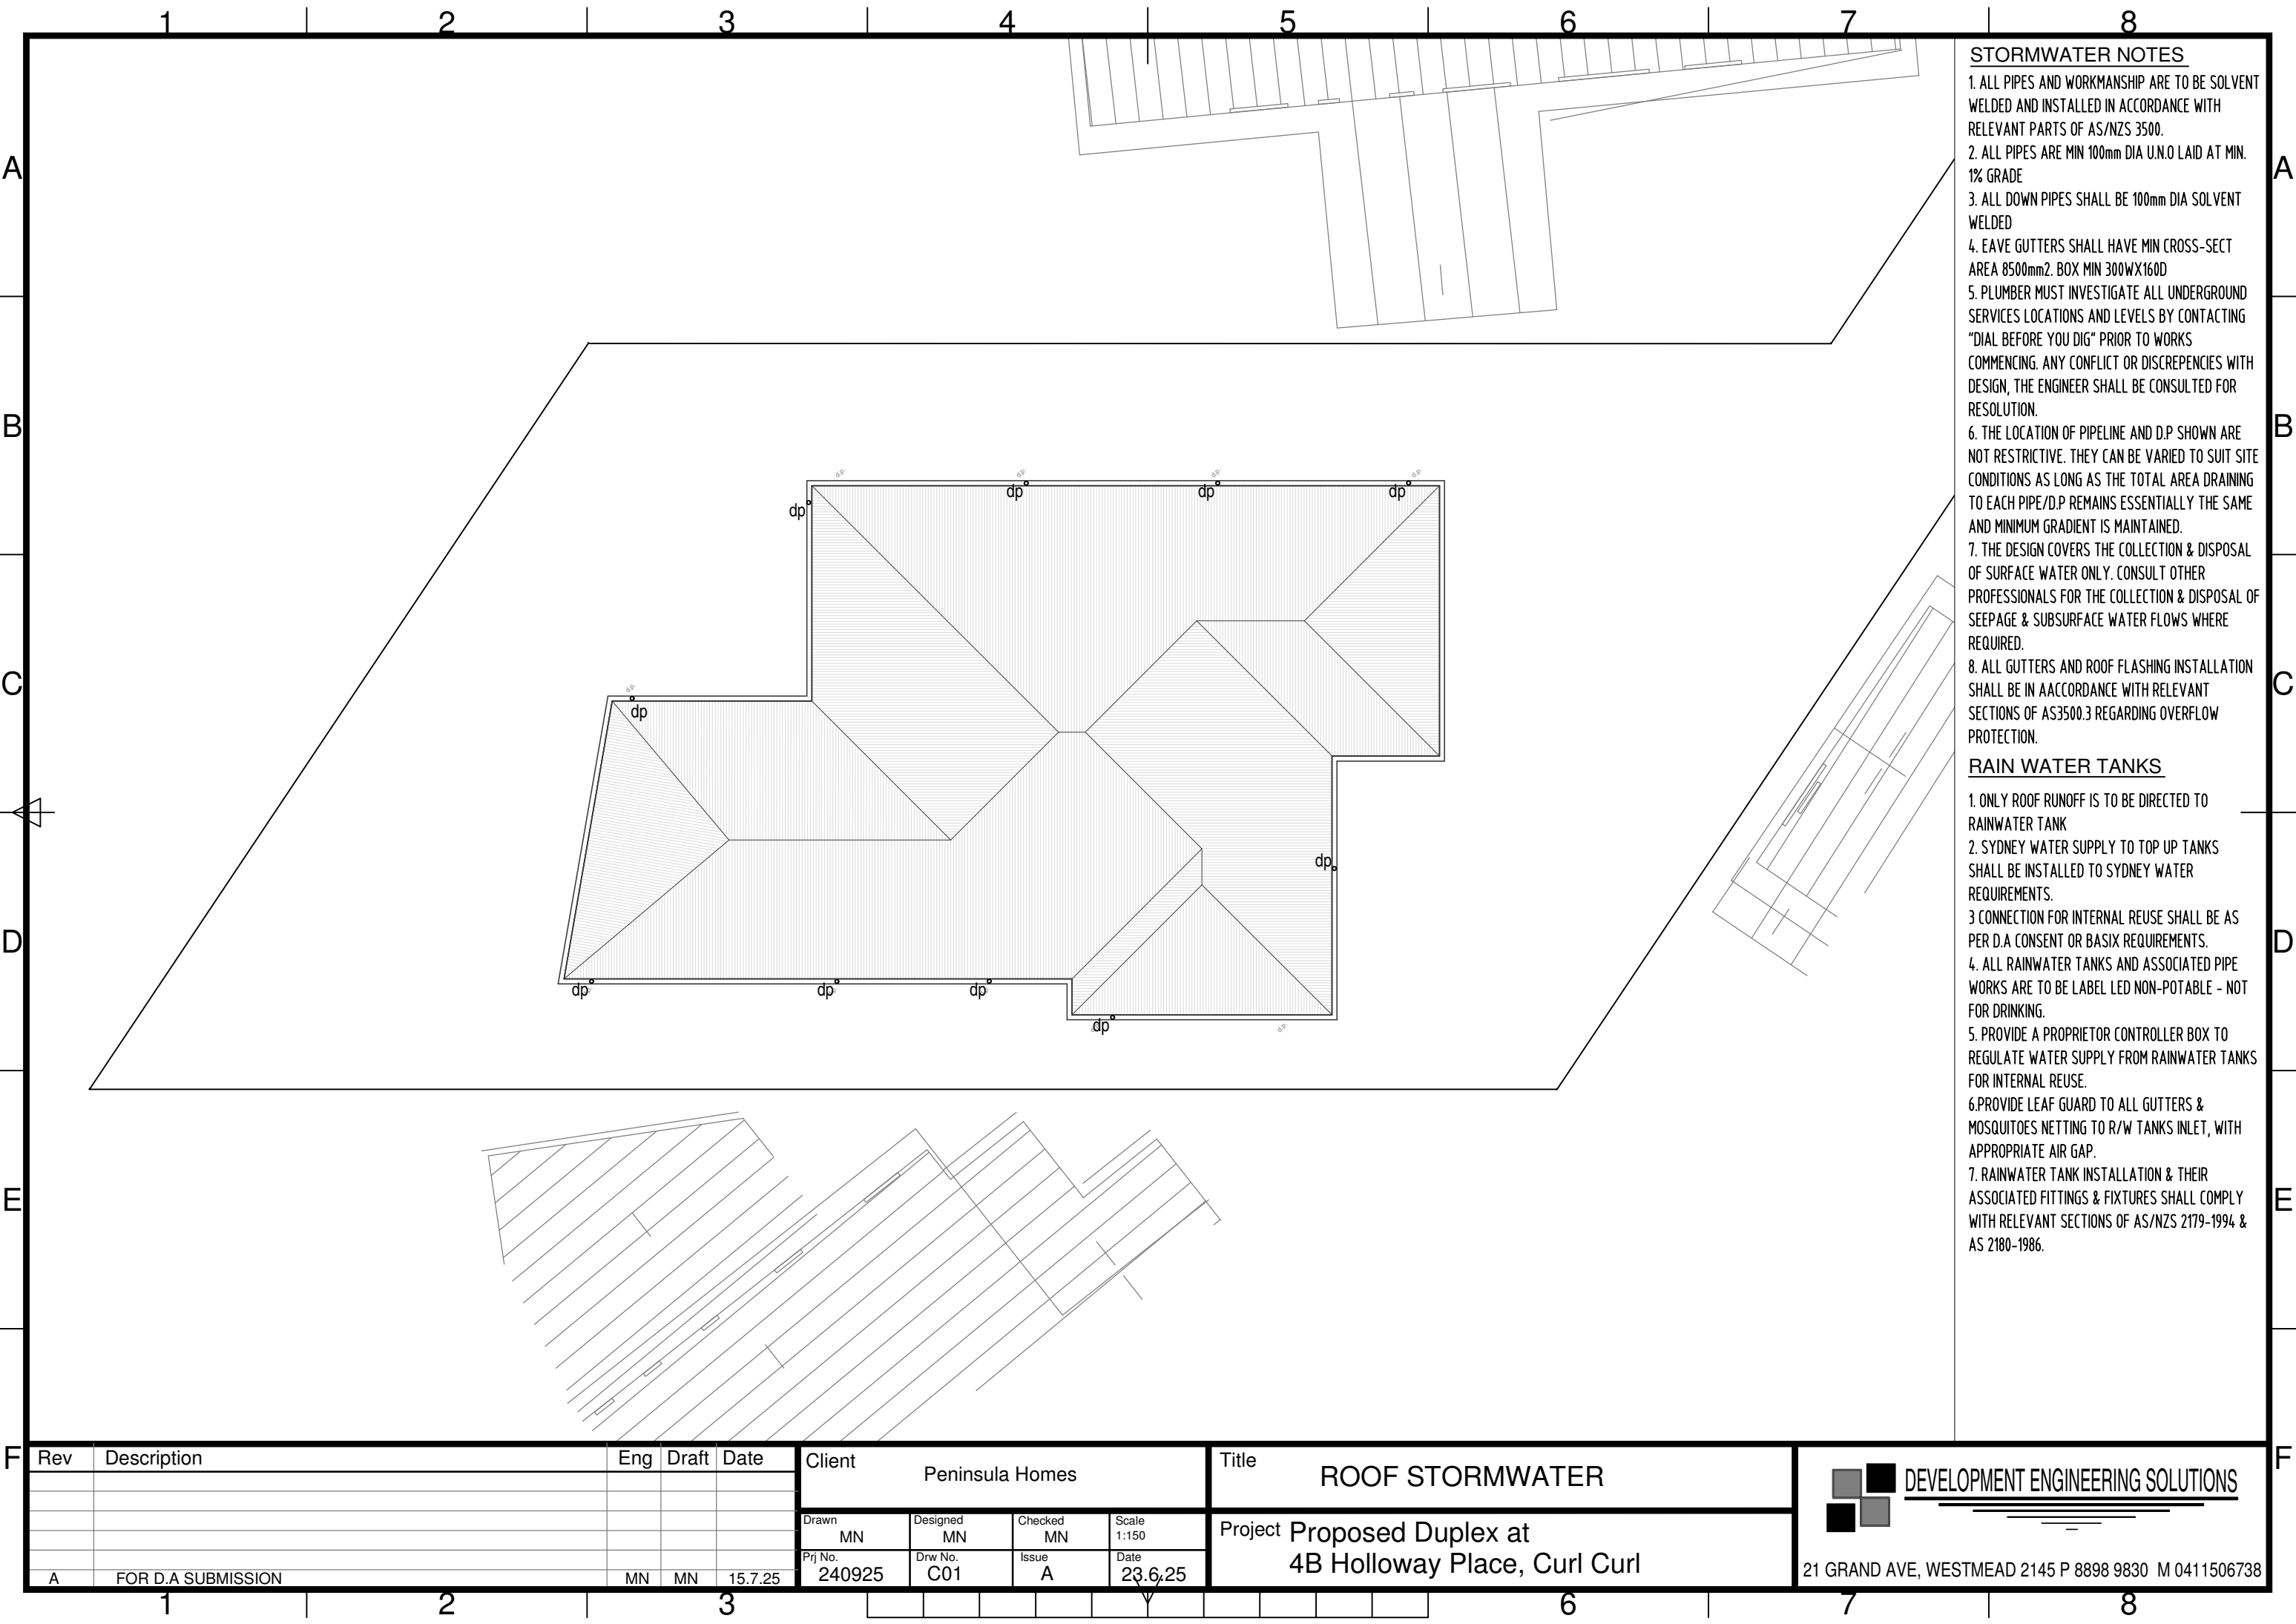 1 2 3 4 5 6 7 8
A A
B B
C C
D D
E E
F F
STORMWATER NOTES
1. ALL PIPES AND WORKMANSHIP ARE TO BE SOLVENT
WELDED AND INSTALLED IN ACCORDANCE WITH
RELEVANT PARTS OF AS/NZS 3500.
2. ALL PIPES ARE MIN 100mm DIA U.N.O LAID AT MIN.
1% GRADE
3. ALL DOWN PIPES SHALL BE 100mm DIA SOLVENT
WELDED
4. EAVE GUTTERS SHALL HAVE MIN CROSS-SECT
AREA 8500mm2. BOX MIN 300WX160D
5. PLUMBER MUST INVESTIGATE ALL UNDERGROUND
SERVICES LOCATIONS AND LEVELS BY CONTACTING
"DIAL BEFORE YOU DIG" PRIOR TO WORKS
COMMENCING. ANY CONFLICT OR DISCREPENCIES WITH
DESIGN, THE ENGINEER SHALL BE CONSULTED FOR
RESOLUTION.
6. THE LOCATION OF PIPELINE AND D.P SHOWN ARE
NOT RESTRICTIVE. THEY CAN BE VARIED TO SUIT SITE
CONDITIONS AS LONG AS THE TOTAL AREA DRAINING
TO EACH PIPE/D.P REMAINS ESSENTIALLY THE SAME
AND MINIMUM GRADIENT IS MAINTAINED.
7. THE DESIGN COVERS THE COLLECTION & DISPOSAL
OF SURFACE WATER ONLY. CONSULT OTHER
PROFESSIONALS FOR THE COLLECTION & DISPOSAL OF
SEEPAGE & SUBSURFACE WATER FLOWS WHERE
REQUIRED.
8. ALL GUTTERS AND ROOF FLASHING INSTALLATION
SHALL BE IN AACCORDANCE WITH RELEVANT
SECTIONS OF AS3500.3 REGARDING OVERFLOW
PROTECTION.
RAIN WATER TANKS
1. ONLY ROOF RUNOFF IS TO BE DIRECTED TO
RAINWATER TANK
2. SYDNEY WATER SUPPLY TO TOP UP TANKS
SHALL BE INSTALLED TO SYDNEY WATER
REQUIREMENTS.
3 CONNECTION FOR INTERNAL REUSE SHALL BE AS
PER D.A CONSENT OR BASIX REQUIREMENTS.
4. ALL RAINWATER TANKS AND ASSOCIATED PIPE
WORKS ARE TO BE LABEL LED NON-POTABLE - NOT
FOR DRINKING.
5. PROVIDE A PROPRIETOR CONTROLLER BOX TO
REGULATE WATER SUPPLY FROM RAINWATER TANKS
FOR INTERNAL REUSE.
6.PROVIDE LEAF GUARD TO ALL GUTTERS &
MOSQUITOES NETTING TO R/W TANKS INLET, WITH
APPROPRIATE AIR GAP.
7. RAINWATER TANK INSTALLATION & THEIR
ASSOCIATED FITTINGS & FIXTURES SHALL COMPLY
WITH RELEVANT SECTIONS OF AS/NZS 2179-1994 &
AS 2180-1986.
d.p. d.p. d.p. d.p.
dp dp dp dp
d.p.
dp
dp
dp dp dp
dp d.p.
Rev Description Eng Draft Date
A FOR D.A SUBMISSION MN MN 15.7.25
Client
Peninsula Homes
Drawn Designed Checked Scale
MN MN MN 1:150
Prj No. Drw No. Issue Date
240925 C01 A 23.6.25
Title
ROOF STORMWATER
Project Proposed Duplex at
4B Holloway Place, Curl Curl
DEVELOPMENT ENGINEERING SOLUTIONS
21 GRAND AVE, WESTMEAD 2145 P 8898 9830 M 0411506738
1 2 3 6 7 8